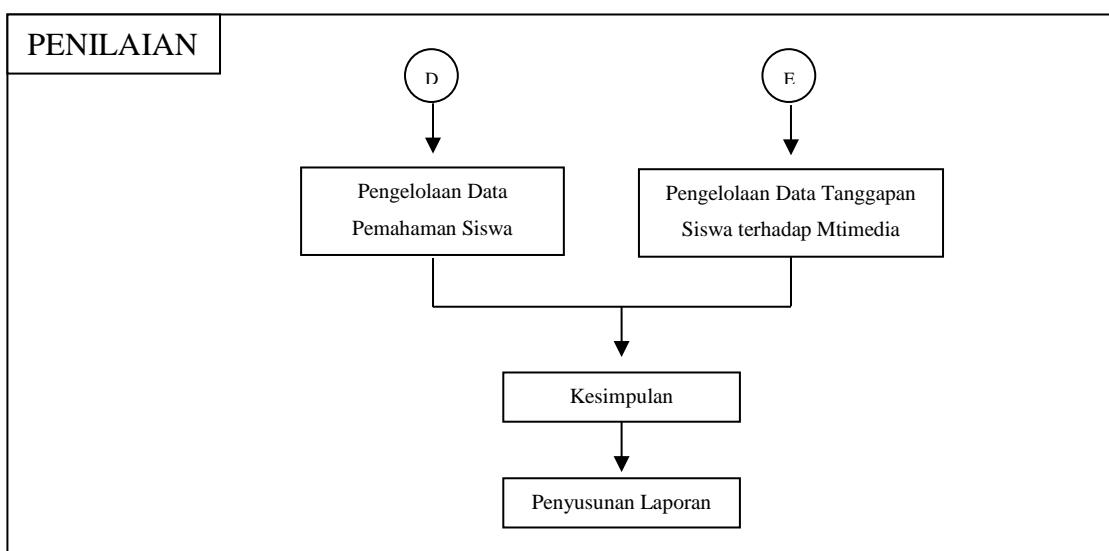 PENILAIAN
D
E
Pengelolaan Data
Pemahaman Siswa
Pengelolaan Data Tanggapan
Siswa terhadap Mtimedia
Kesimpulan
Penyusunan Laporan